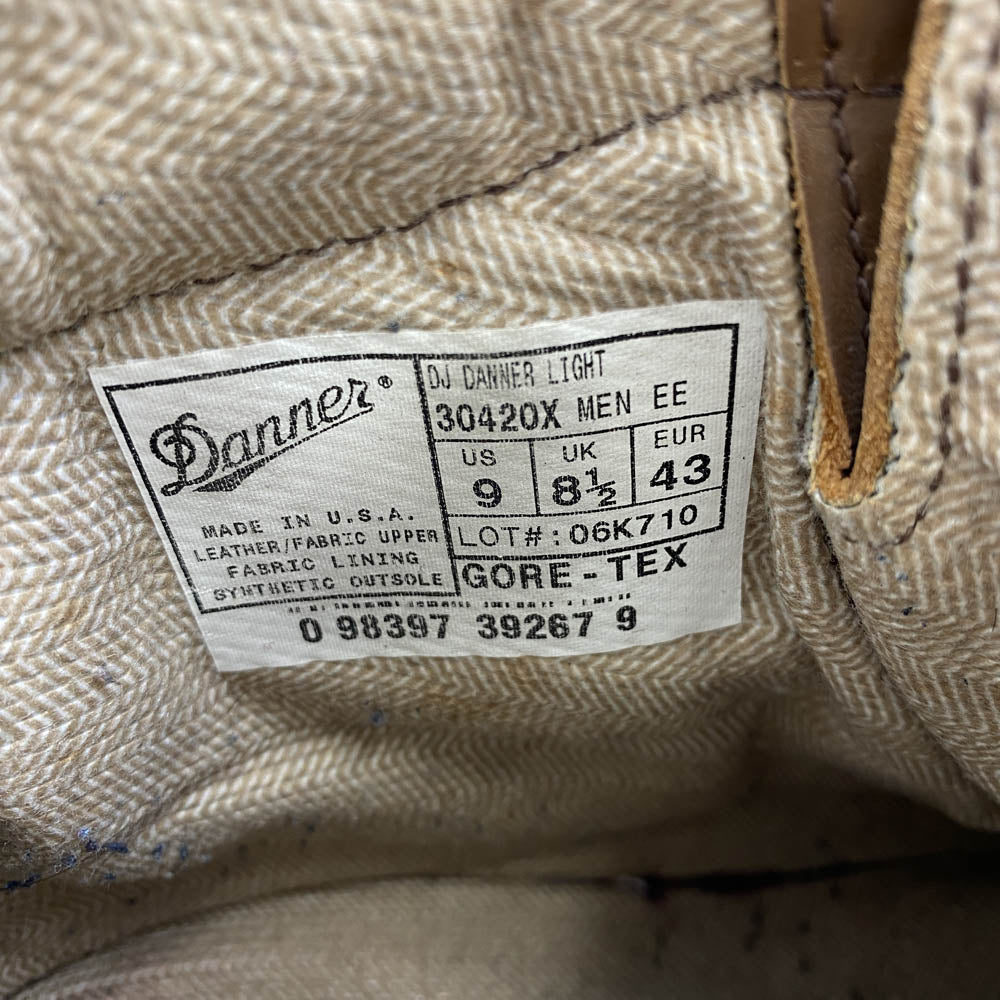 Danner®
MADE IN U.S.A.
LEATHER/FABRIC UPPER
FABRIC LINING
SYNTHETIC OUTSOLE
DJ DANNER LIGHT
30420X MEN EE
US UK EUR
9 8½ 43
LOT#: 06K710
GORE-TEX
0 98397 39267 9